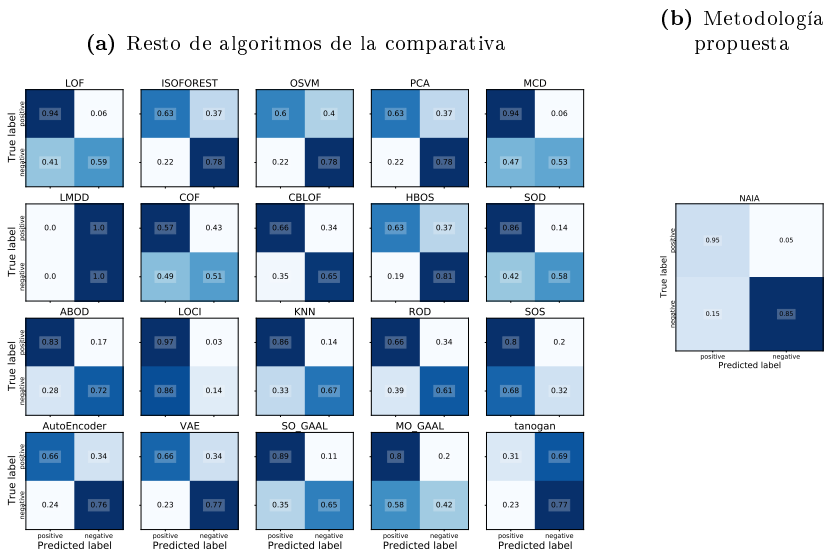 (a) Resto de algoritmos de la comparativa
(b) Metodología
propuesta
LOF ISOFOREST OSVM PCA MCD
True label
positive 0.94 0.06 0.63 0.37 0.6 0.4 0.63 0.37 0.94 0.06
negative 0.41 0.59 0.22 0.78 0.22 0.78 0.22 0.78 0.47 0.53
LMDD COF CBLOF HBOS SOD
True label
positive 0.0 1.0 0.57 0.43 0.66 0.34 0.63 0.37 0.86 0.14
negative 0.0 1.0 0.49 0.51 0.35 0.65 0.19 0.81 0.42 0.58
ABOD LOCI KNN ROD SOS
True label
positive 0.83 0.17 0.97 0.03 0.86 0.14 0.66 0.34 0.8 0.2
negative 0.28 0.72 0.86 0.14 0.33 0.67 0.39 0.61 0.68 0.32
AutoEncoder VAE SO_GAAL MO_GAAL tanogan
True label
positive 0.66 0.34 0.66 0.34 0.89 0.11 0.8 0.2 0.31 0.69
negative 0.24 0.76 0.23 0.77 0.35 0.65 0.58 0.42 0.23 0.77
positive negative positive negative positive negative positive negative positive negative
Predicted label Predicted label Predicted label Predicted label Predicted label
NAIA
True label
positive 0.95 0.05
negative 0.15 0.85
positive negative
Predicted label